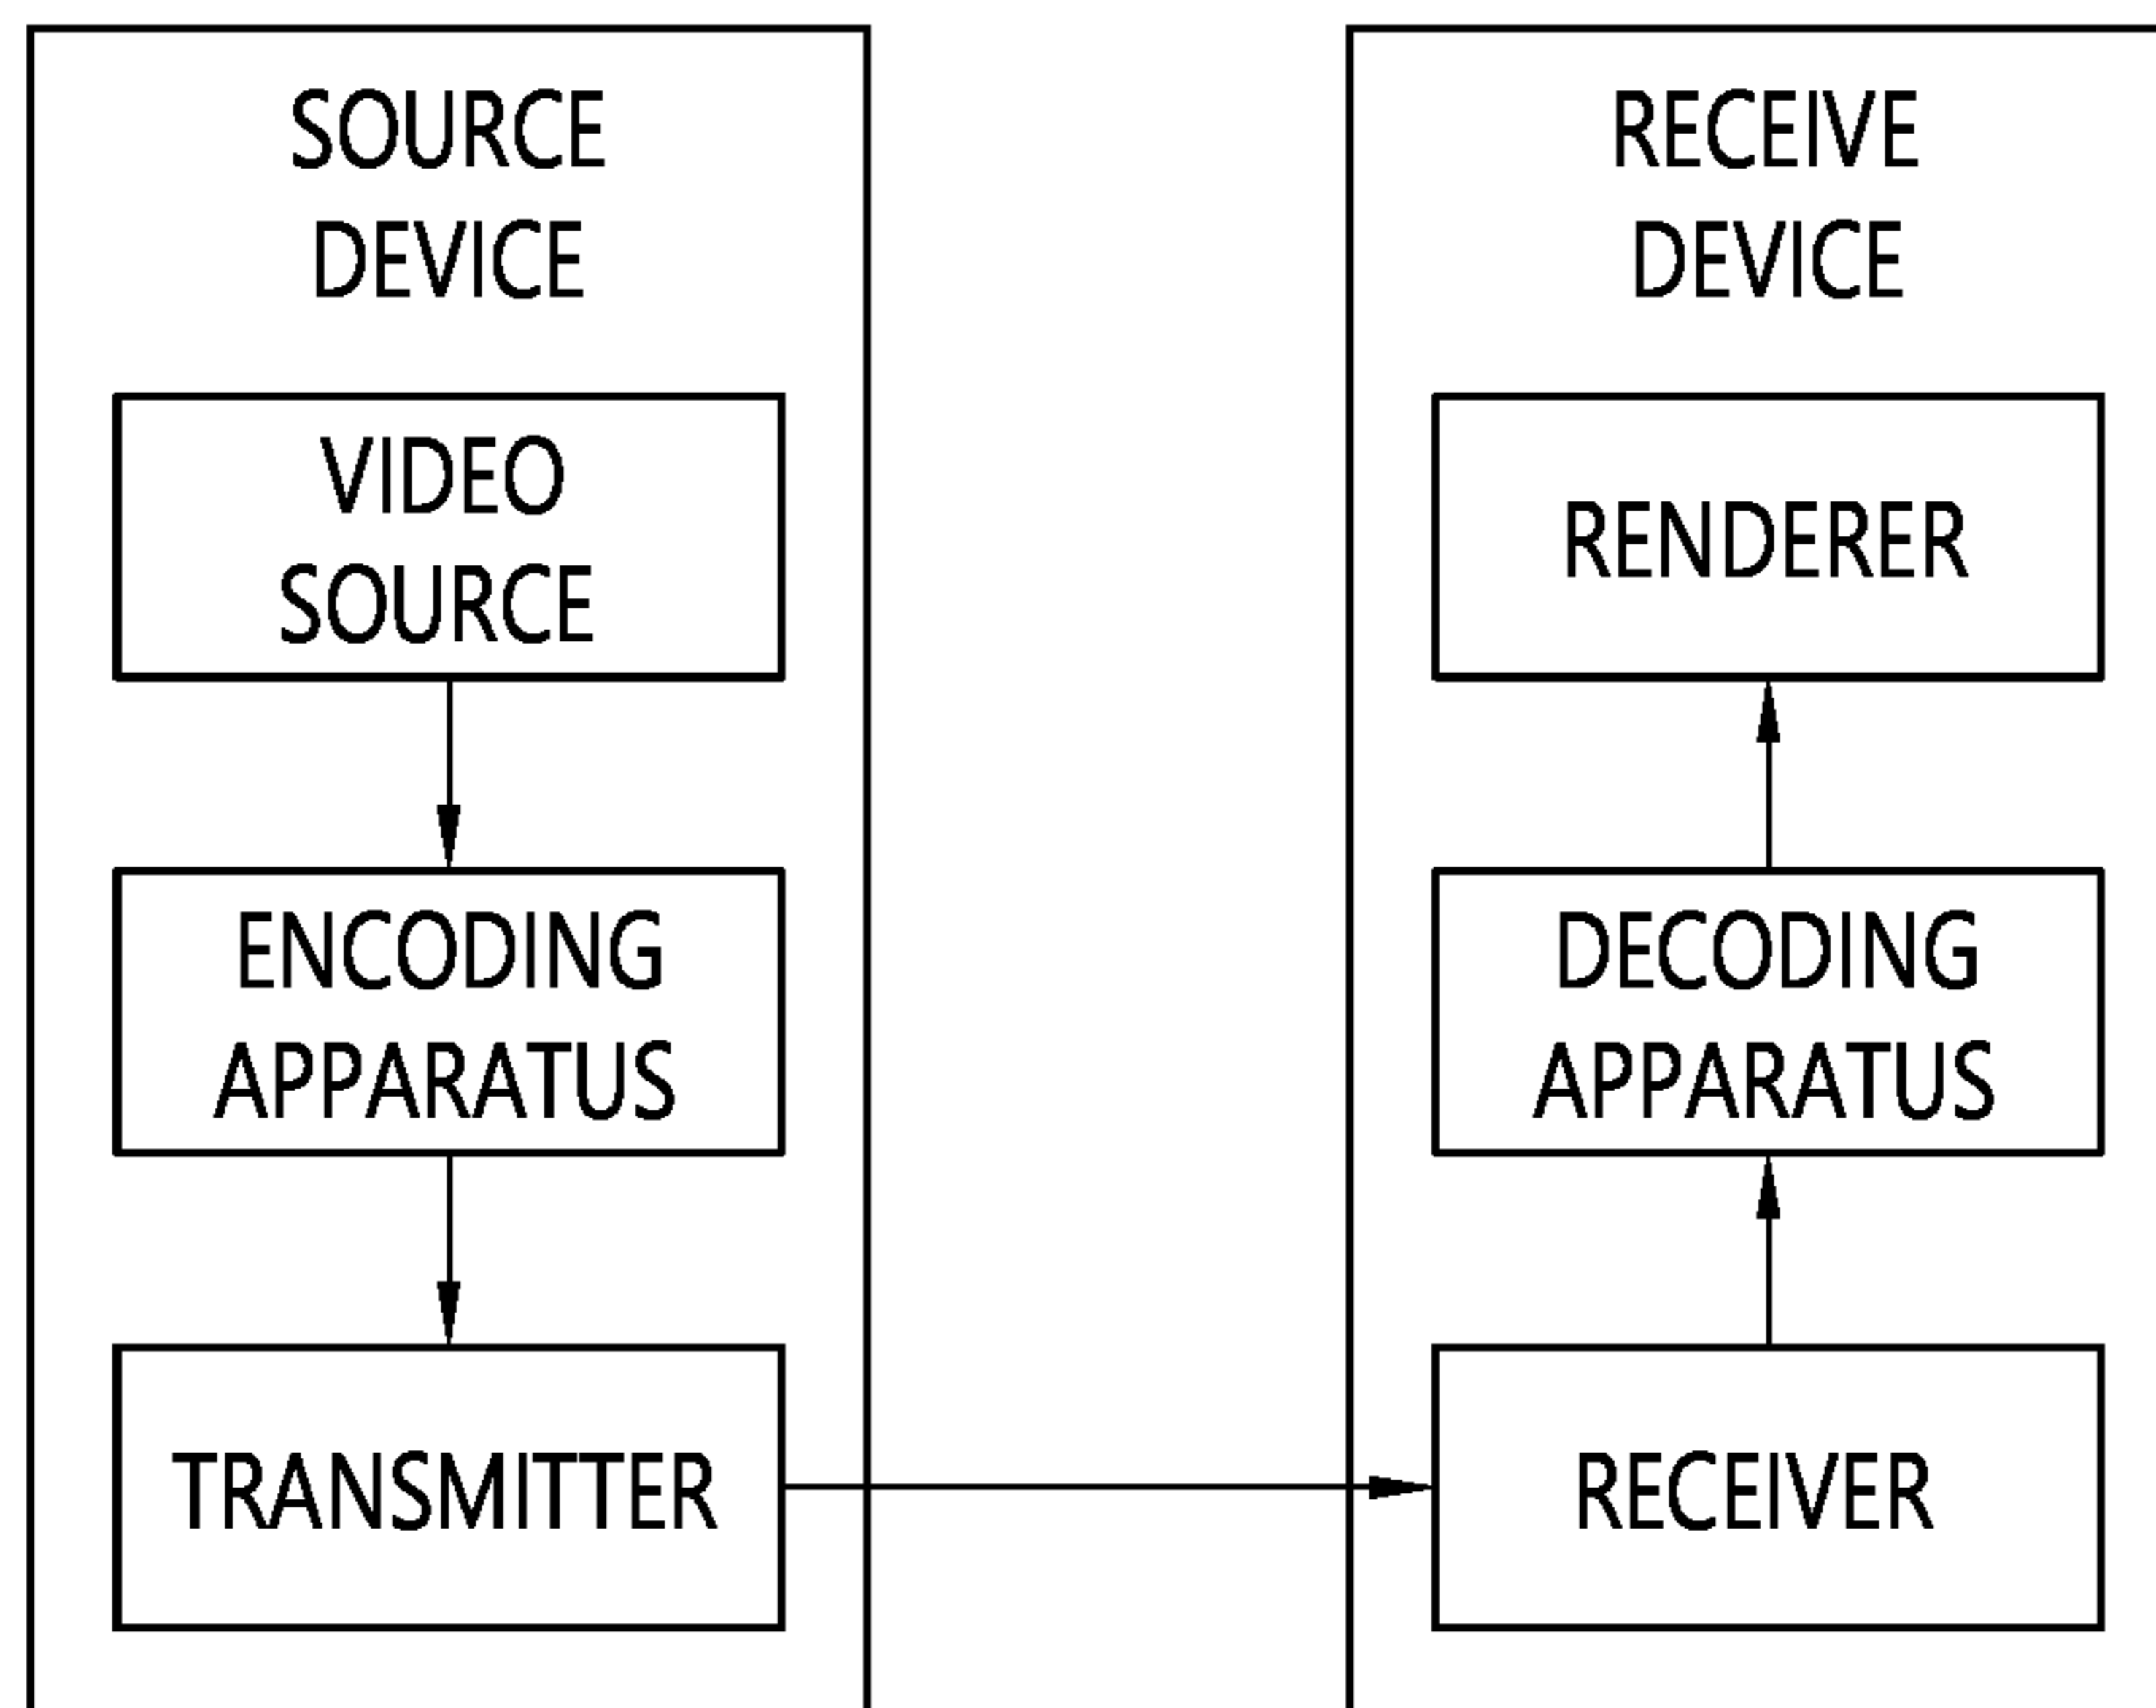 SOURCE
DEVICE
VIDEO
SOURCE
ENCODING
APPARATUS
TRANSMITTER
RECEIVE
DEVICE
RENDERER
DECODING
APPARATUS
RECEIVER